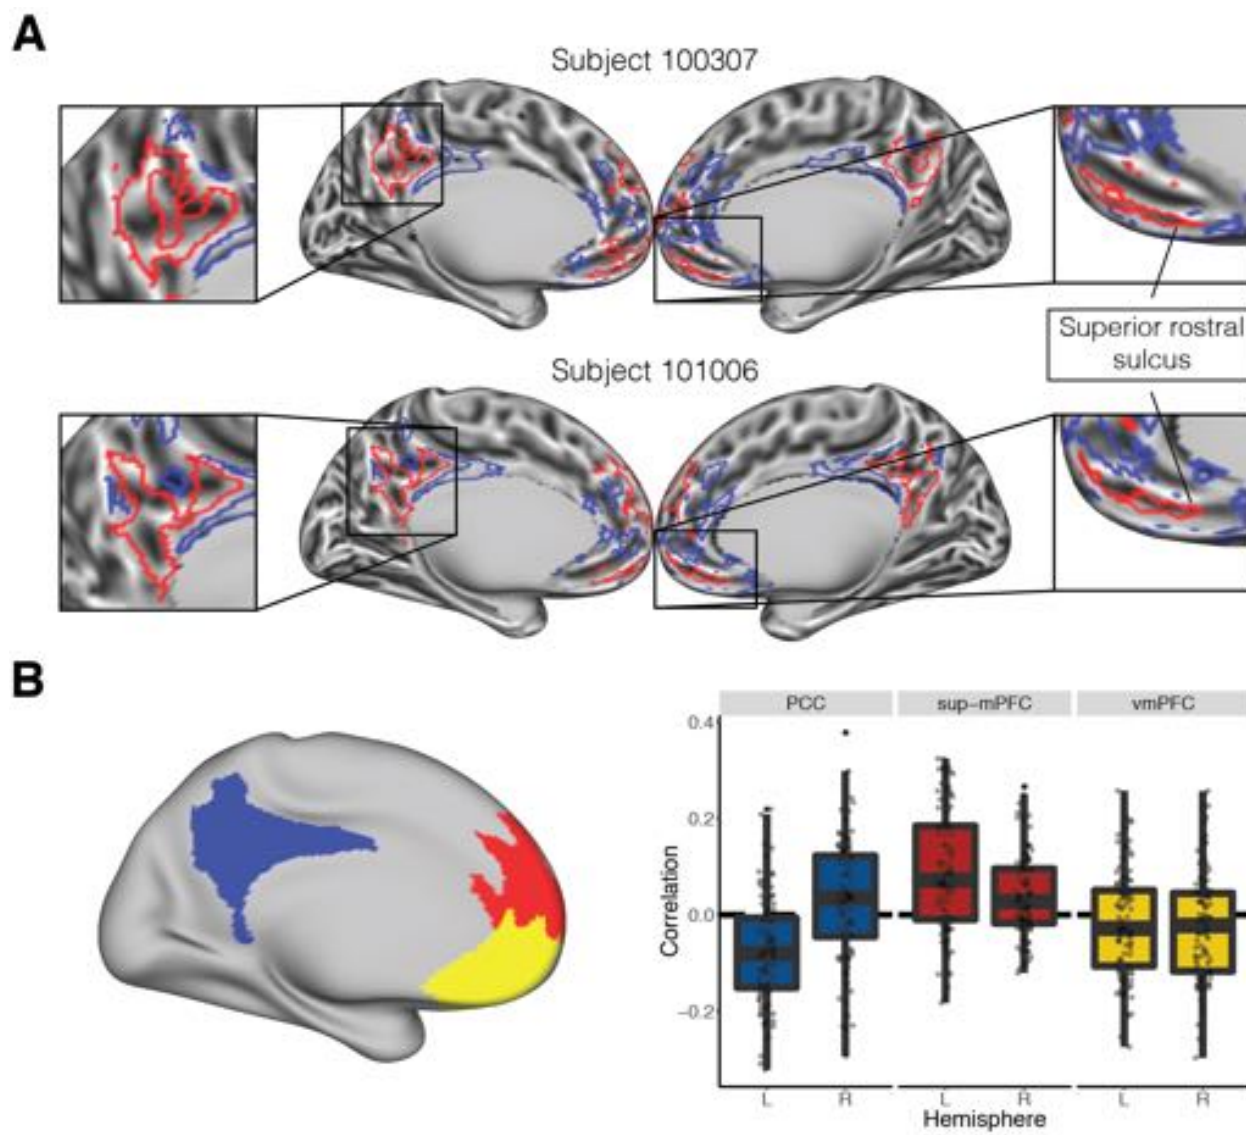 A
Subject 100307
Superior rostral
sulcus
Subject 101006
B
PCC
sup-mPFC
vmPFC
0.4
0.2
0.0
-0.2
Correlation
L
R
L
R
L
R
Hemisphere